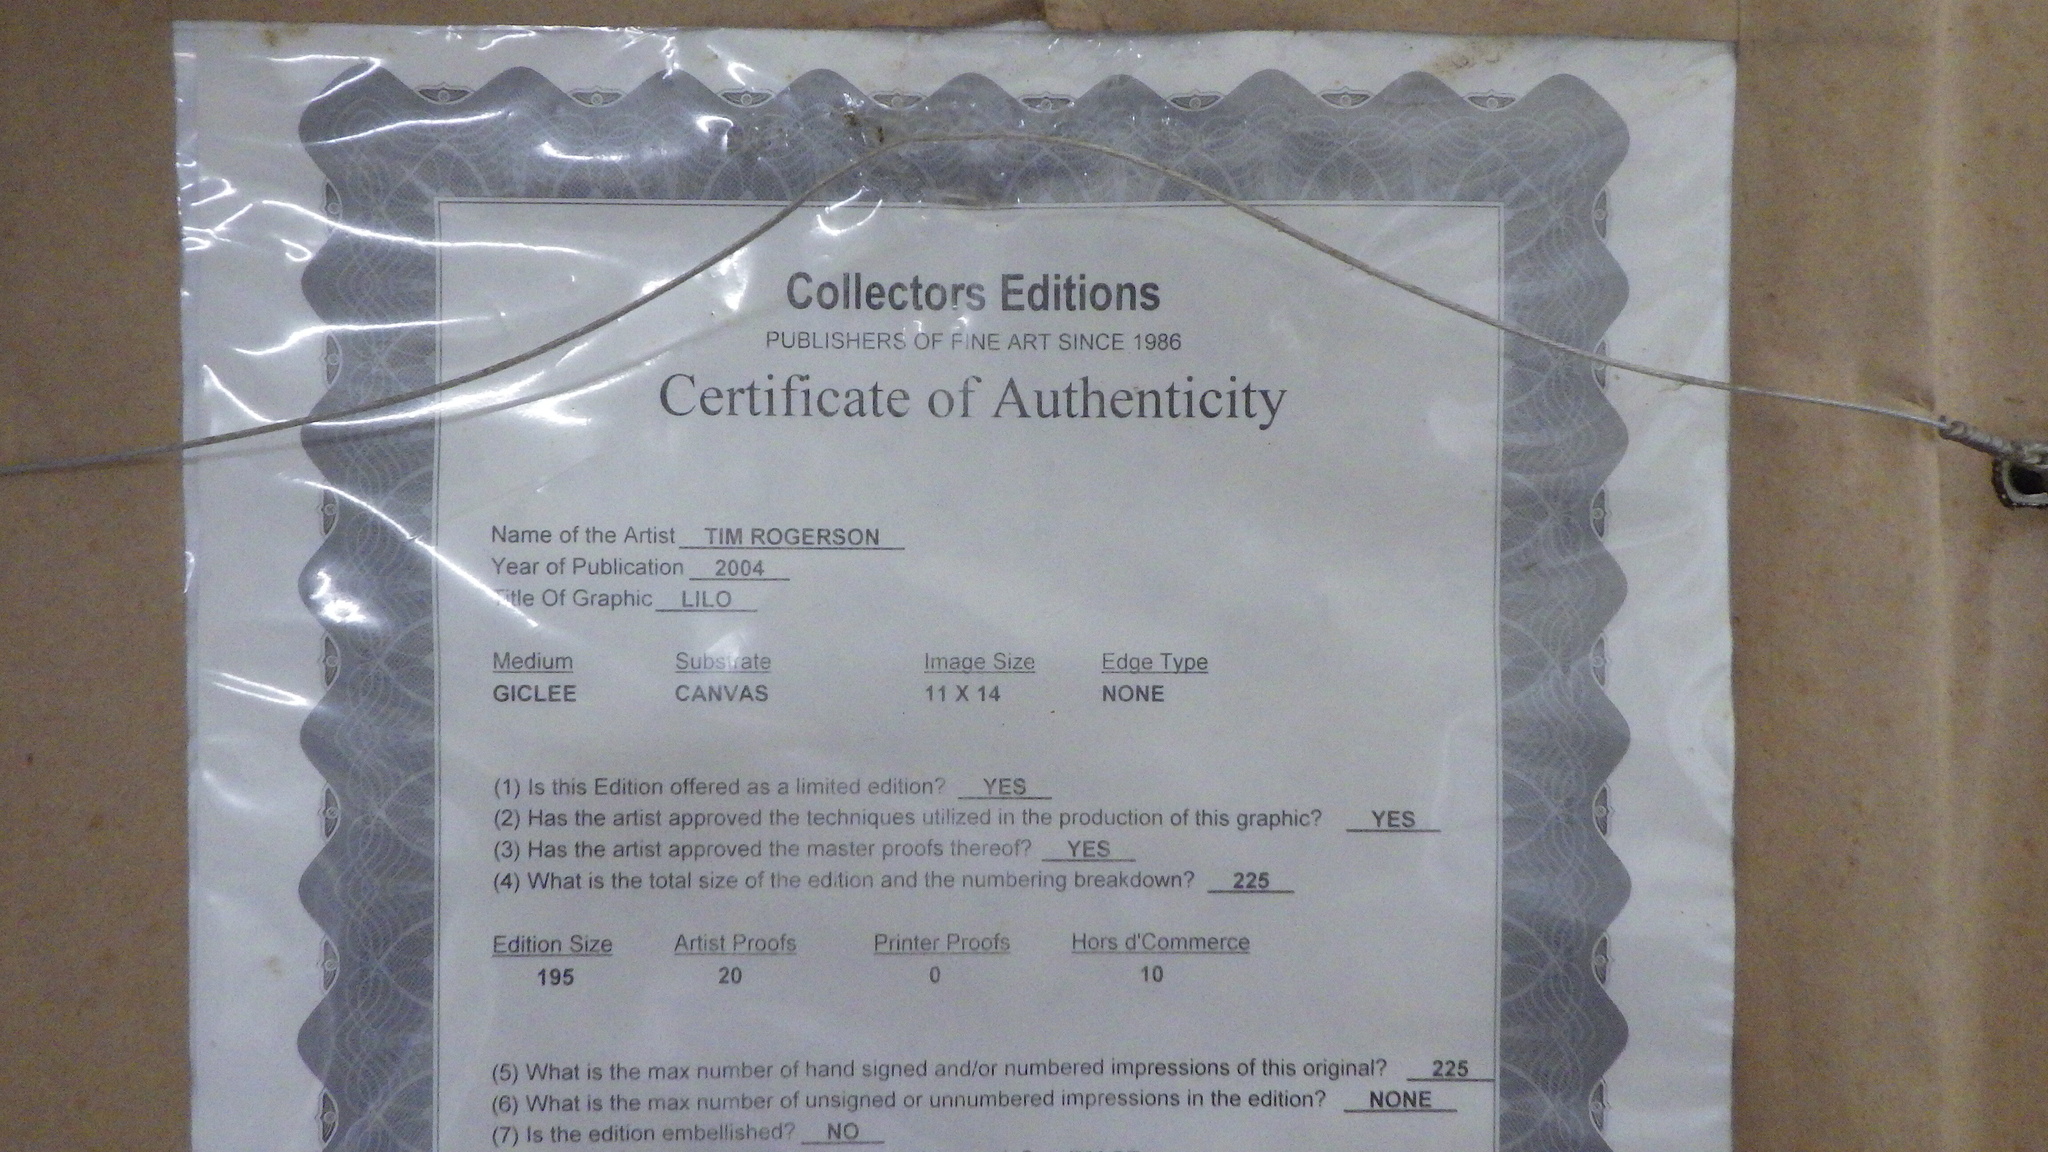 Collectors Editions
PUBLISHERS OF FINE ART SINCE 1986
Certificate of Authenticity
Name of the Artist TIM ROGERSON
Year of Publication 2004
Title Of Graphic LILO
Medium Substrate Image Size Edge Type
GICLEE CANVAS 11 X 14 NONE
(1) Is this Edition offered as a limited edition? YES
(2) Has the artist approved the techniques utilized in the production of this graphic? YES
(3) Has the artist approved the master proofs thereof? YES
(4) What is the total size of the edition and the numbering breakdown? 225
Edition Size Artist Proofs Printer Proofs Hors d'Commerce
195 20 0 10
(5) What is the max number of hand signed and/or numbered impressions of this original? 225
(6) What is the max number of unsigned or unnumbered impressions in the edition? NONE
(7) Is the edition embellished? NO